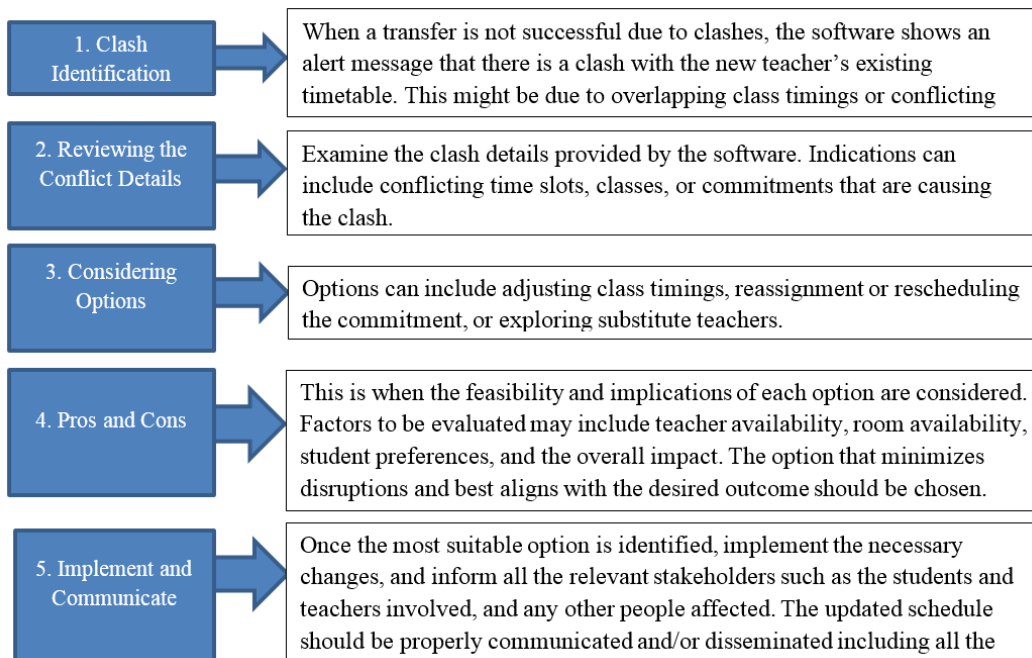 1. Clash
Identification
When a transfer is not successful due to clashes, the software shows an
alert message that there is a clash with the new teacher’s existing
timetable. This might be due to overlapping class timings or conflicting
2. Reviewing the
Conflict Details
Examine the clash details provided by the software. Indications can
include conflicting time slots, classes, or commitments that are causing
the clash.
3. Considering
Options
Options can include adjusting class timings, reassignment or rescheduling
the commitment, or exploring substitute teachers.
4. Pros and Cons
This is when the feasibility and implications of each option are considered.
Factors to be evaluated may include teacher availability, room availability,
student preferences, and the overall impact. The option that minimizes
disruptions and best aligns with the desired outcome should be chosen.
5. Implement and
Communicate
Once the most suitable option is identified, implement the necessary
changes, and inform all the relevant stakeholders such as the students and
teachers involved, and any other people affected. The updated schedule
should be properly communicated and/or disseminated including all the